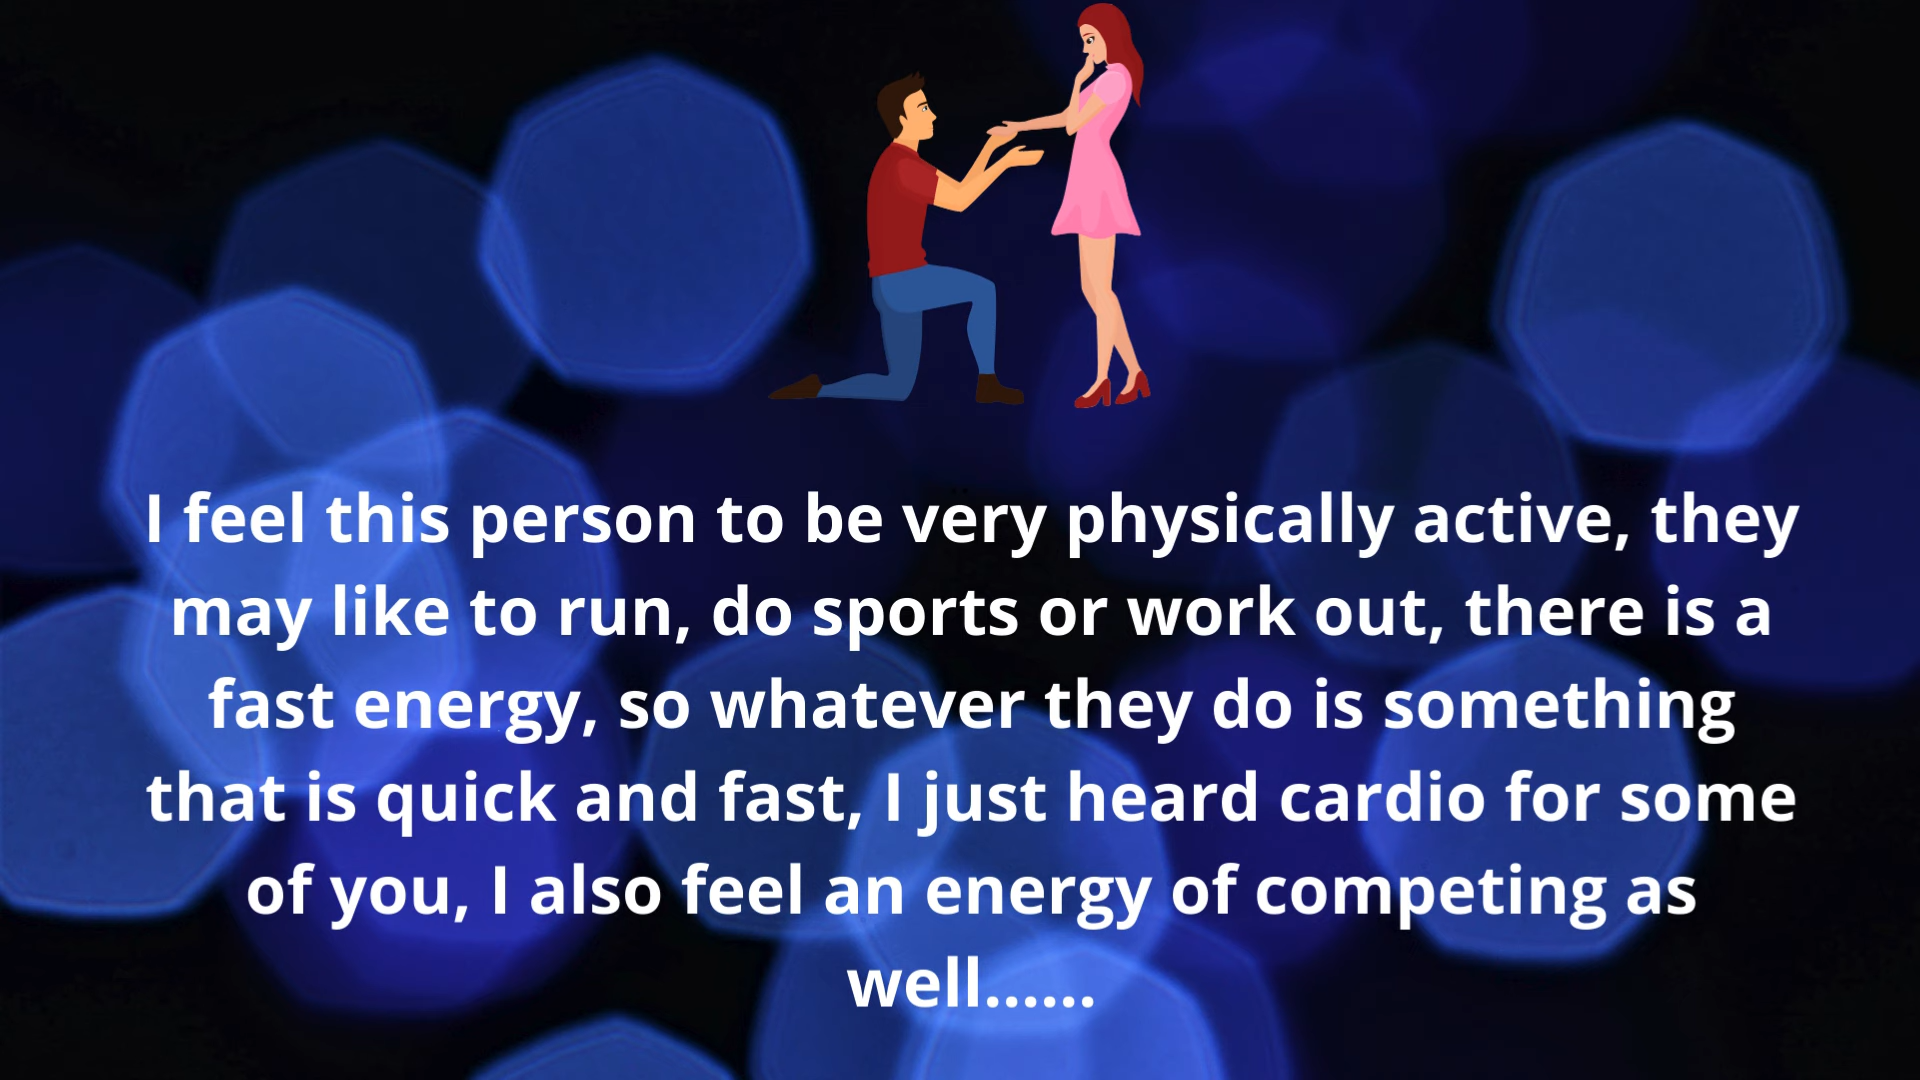 I feel this person to be very physically active, they
may like to run, do sports or work out, there is a
fast energy, so whatever they do is something
that is quick and fast, I just heard cardio for some
of you, I also feel an energy of competing as
well......